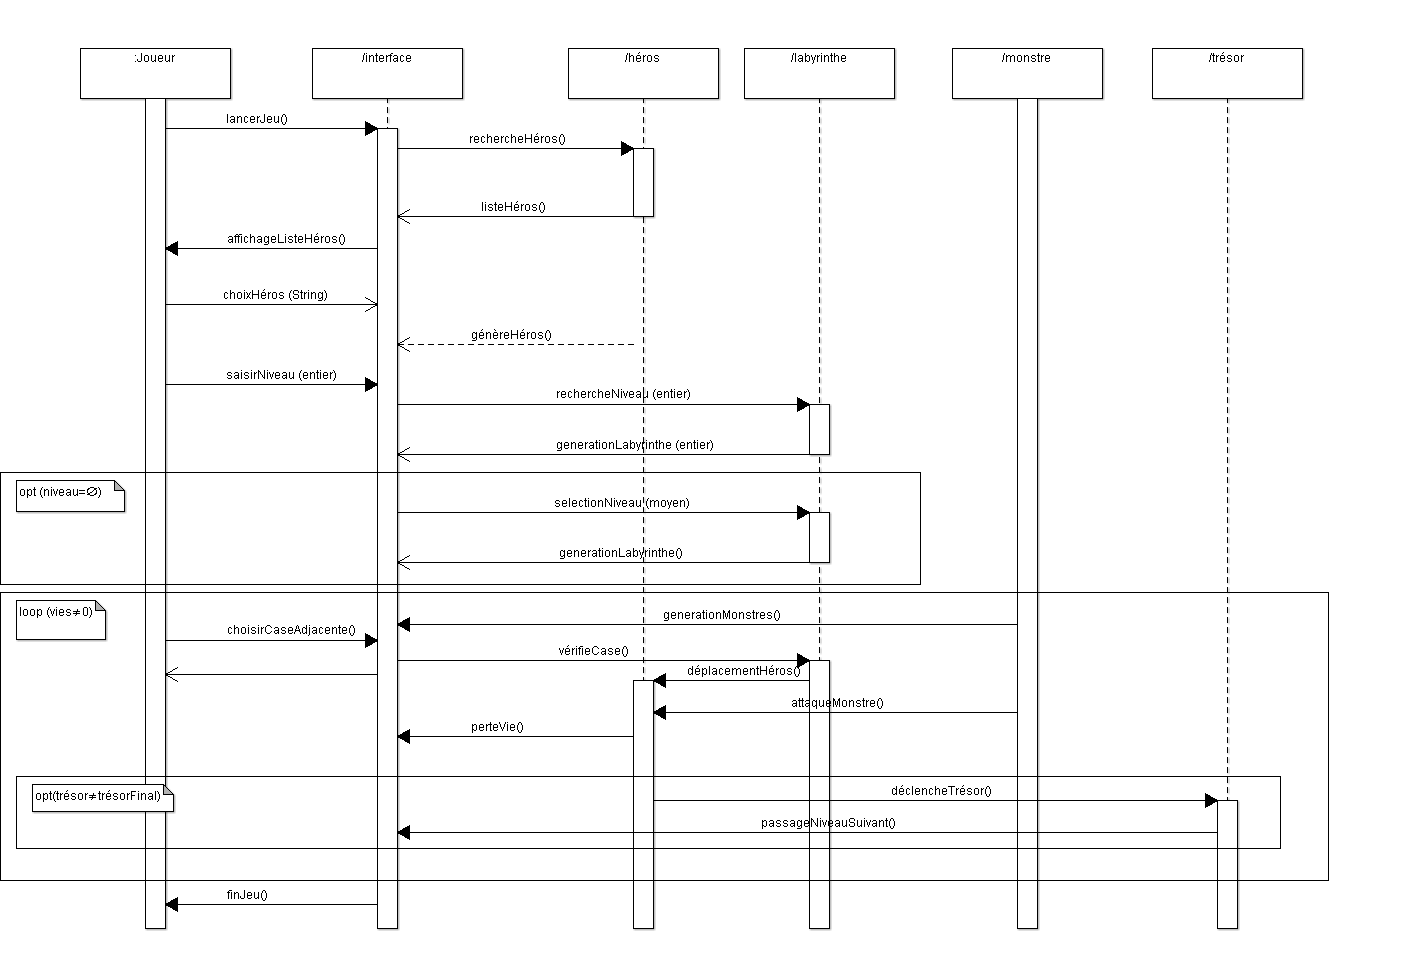 :Joueur
/interface
/héros
/labyrinthe
/monstre
/trésor
lancerJeu()
rechercheHéros()
listeHéros()
affichageListeHéros()
choixHéros (String)
génèreHéros()
saisirNiveau (entier)
rechercheNiveau (entier)
generationLabyrinthe (entier)
opt (niveau=∅)
selectionNiveau (moyen)
generationLabyrinthe()
loop (vies≠0)
generationMonstres()
choisirCaseAdjacente()
vérifieCase()
déplacementHéros()
attaqueMonstre()
perteVie()
opt(trésor≠trésorFinal)
déclencheTrésor()
passageNiveauSuivant()
finJeu()